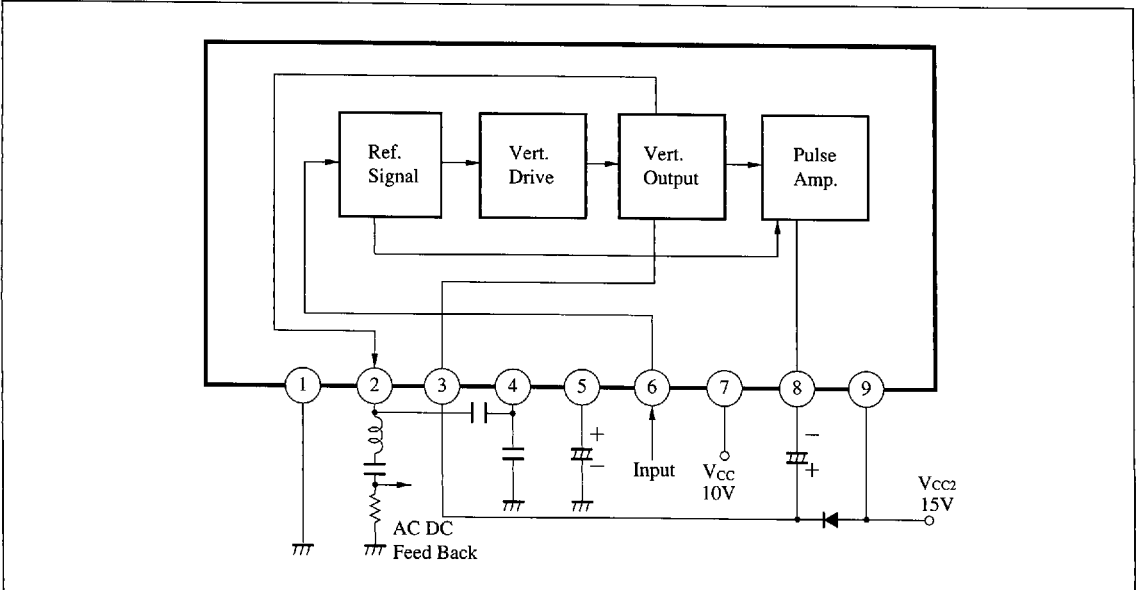 Ref.
Signal
Vert.
Drive
Vert.
Output
Pulse
Amp.
1 2 3 4 5 6 7 8 9
+
−
Input
VCC
10V
−
+
VCC2
15V
AC DC
Feed Back